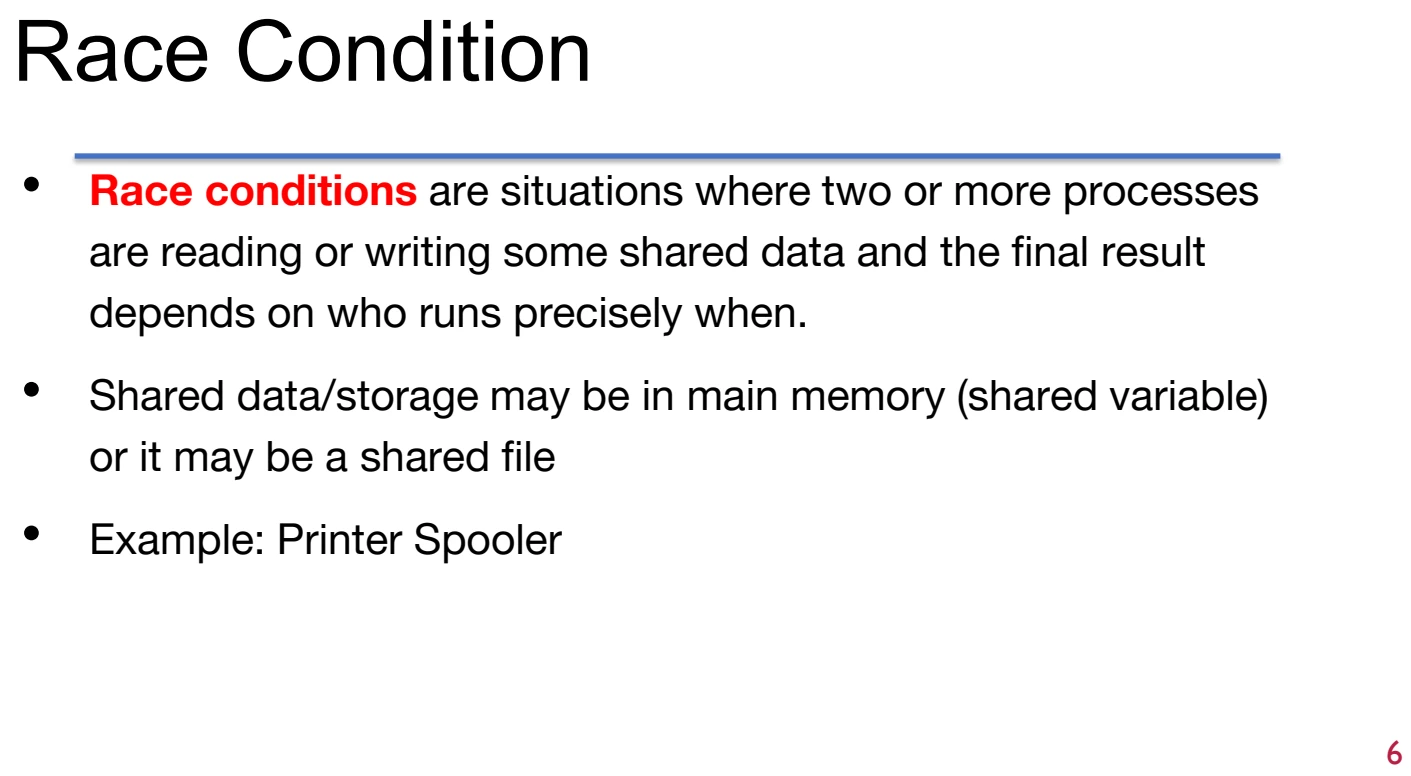 Race Condition
• Race conditions are situations where two or more processes
are reading or writing some shared data and the final result
depends on who runs precisely when.
• Shared data/storage may be in main memory (shared variable)
or it may be a shared file
• Example: Printer Spooler
6